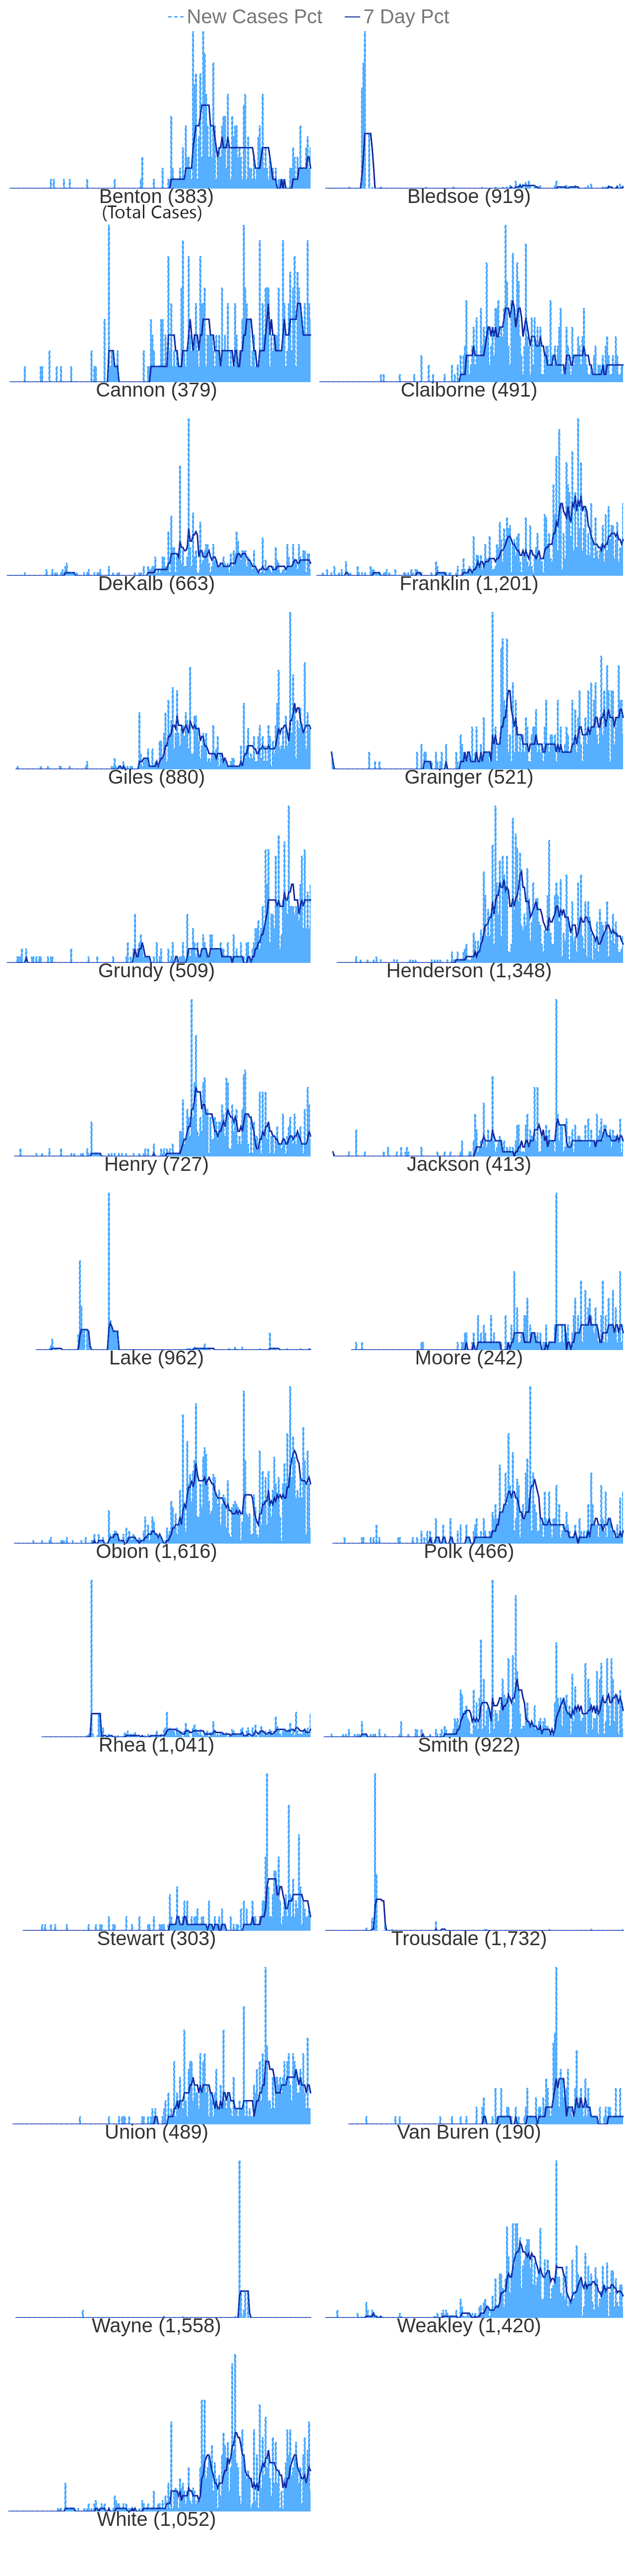 New Cases Pct 7 Day Pct
Benton (383) Bledsoe (919)
(Total Cases)
Cannon (379) Claiborne (491)
DeKalb (663) Franklin (1,201)
Giles (880) Grainger (521)
Grundy (509) Henderson (1,348)
Henry (727) Jackson (413)
Lake (962) Moore (242)
Obion (1,616) Polk (466)
Rhea (1,041) Smith (922)
Stewart (303) Trousdale (1,732)
Union (489) Van Buren (190)
Wayne (1,558) Weakley (1,420)
White (1,052)